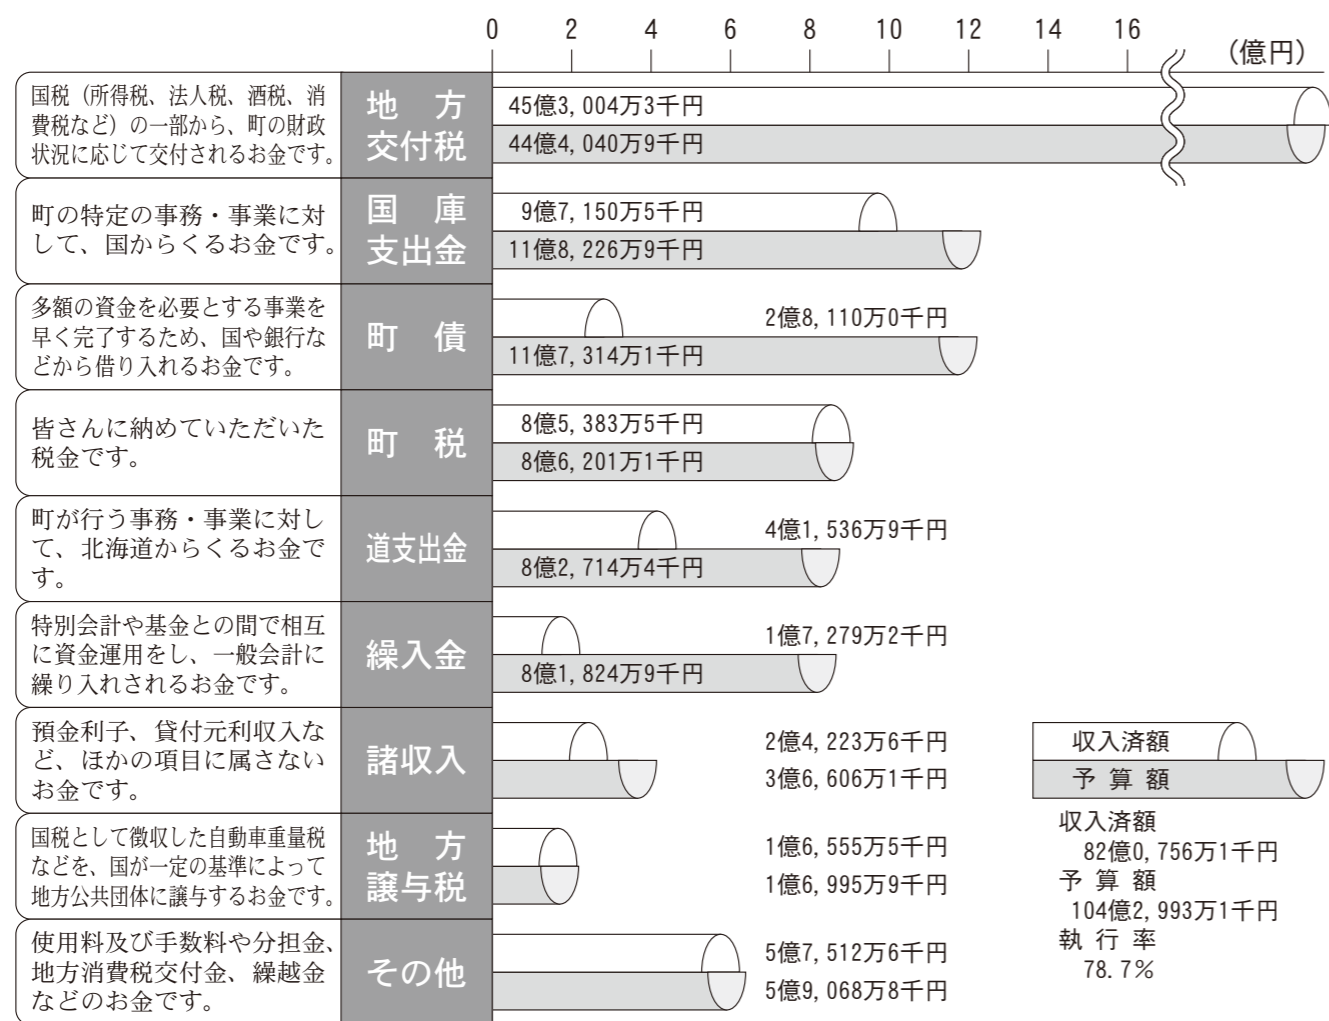 0 2 4 6 8 10 12 14 16
(億円)
国税（所得税、法人税、酒税、消
費税など）の一部から、町の財政
状況に応じて交付されるお金です。
地 方
交付税
45億3,004万3千円
44億4,040万9千円
町の特定の事務・事業に対
して、国からくるお金です。
国 庫
支出金
9億7,150万5千円
11億8,226万9千円
多額の資金を必要とする事業を
早く完了するため、国や銀行な
どから借り入れるお金です。
町 債
2億8,110万0千円
11億7,314万1千円
皆さんに納めていただいた
税金です。
町 税
8億5,383万5千円
8億6,201万1千円
町が行う事務・事業に対し
て、北海道からくるお金で
す。
道支出金
4億1,536万9千円
8億2,714万4千円
特別会計や基金との間で相互
に資金運用をし、一般会計に
繰り入れされるお金です。
繰入金
1億7,279万2千円
8億1,824万9千円
預金利子、貸付元利収入な
ど、ほかの項目に属さない
お金です。
諸収入
2億4,223万6千円
3億6,606万1千円
国税として徴収した自動車重量税
などを、国が一定の基準によって
地方公共団体に譲与するお金です。
地 方
譲与税
1億6,555万5千円
1億6,995万9千円
使用料及び手数料や分担金、
地方消費税交付金、繰越金
などのお金です。
その他
5億7,512万6千円
5億9,068万8千円
収入済額
予 算 額
収入済額
82億0,756万1千円
予 算 額
104億2,993万1千円
執 行 率
78.7%